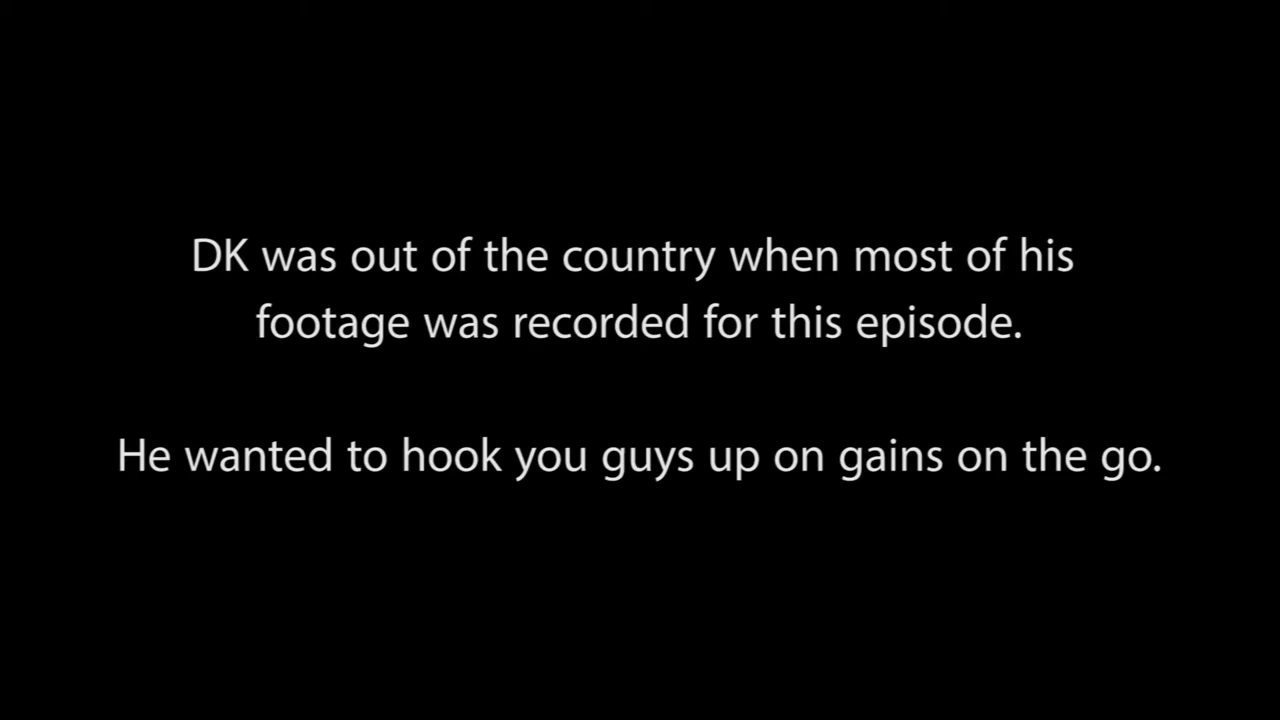 DK was out of the country when most of his
footage was recorded for this episode.
He wanted to hook you guys up on gains on the go.